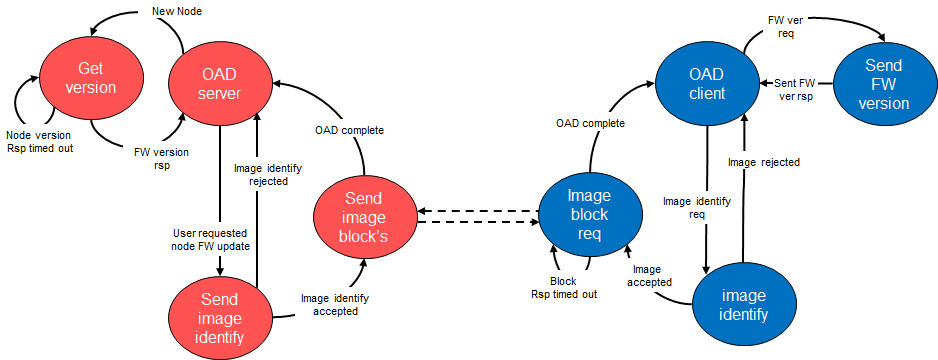 New Node
Get
version
OAD
server
Node version
Rsp timed out
FW version
rsp
OAD complete
Image identify
rejected
User requested
node FW update
Send
image
block's
Send
image
identify
Image identify
accepted
FW ver
req
OAD
client
Sent FW
ver rsp
Send
FW
version
OAD complete
Image rejected
Image
block
req
Image identify
req
Block
Rsp timed out
Image
accepted
image
identify